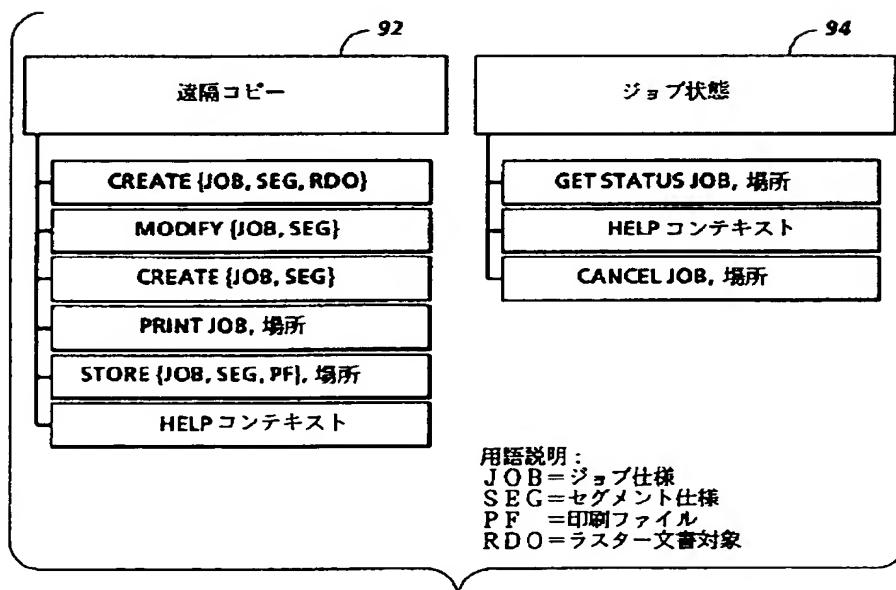 92
遠隔コピー
CREATE {JOB, SEG, RDO}
MODIFY {JOB, SEG}
CREATE {JOB, SEG}
PRINT JOB, 場所
STORE {JOB, SEG, PF}, 場所
HELP コンテキスト
94
ジョブ状態
GET STATUS JOB, 場所
HELP コンテキスト
CANCEL JOB, 場所
用語説明：
JOB＝ジョブ仕様
SEG＝セグメント仕様
PF ＝印刷ファイル
RDO＝ラスター文書対象